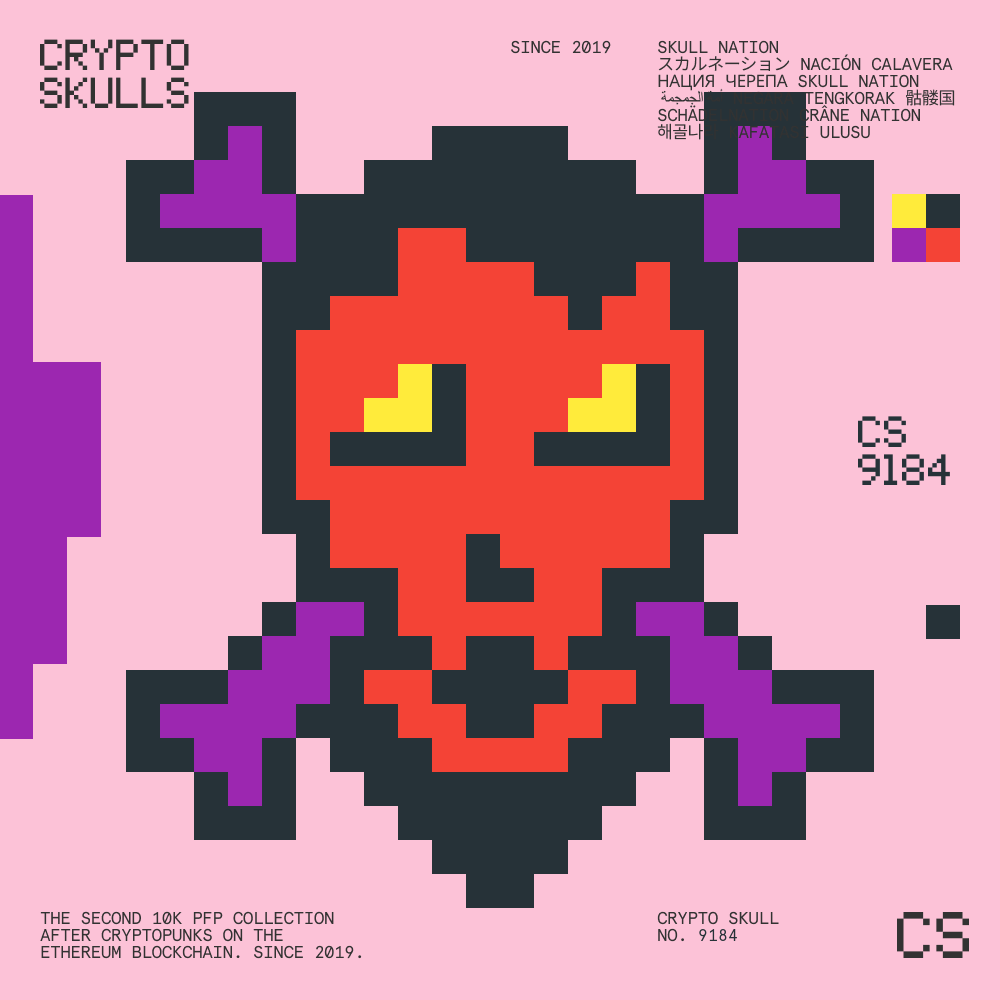 CRYPTO
SKULLS
SINCE 2019
SKULL NATION
スカルネーション NACIÓN CALAVERA
НАЦИЯ ЧЕРЕПА SKULL NATION
TENGKORAK 骷髅国
CRÂNE NATION
해골 ULUSU
CS
9184
THE SECOND 10K PFP COLLECTION
AFTER CRYPTOPUNKS ON THE
ETHEREUM BLOCKCHAIN. SINCE 2019.
CRYPTO SKULL
NO. 9184
CS